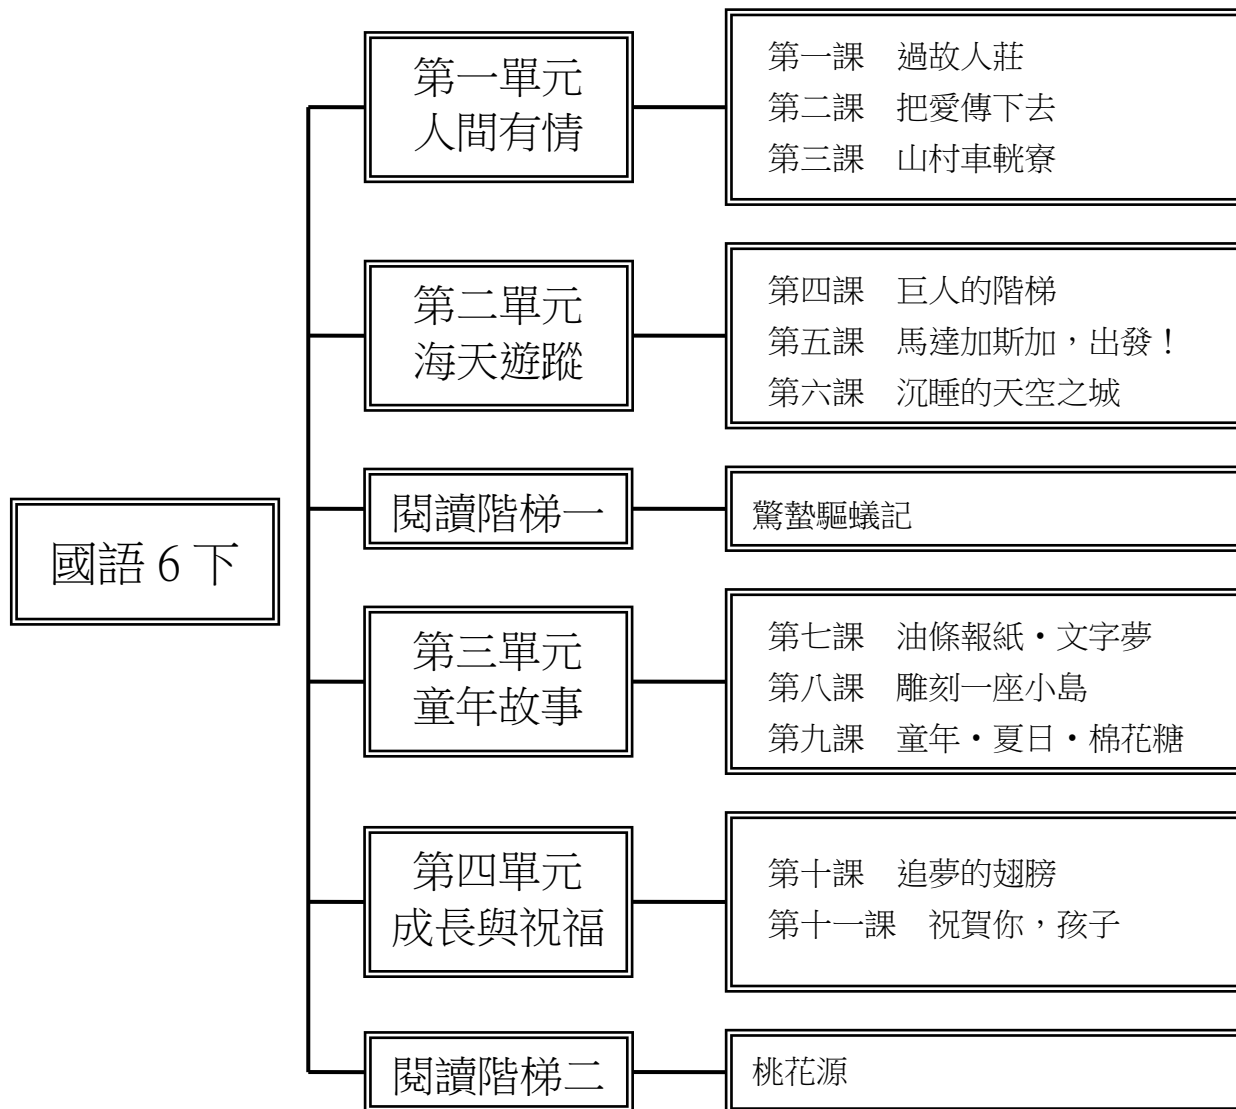 國語 6 下
第一單元
人間有情
第一課　過故人莊
第二課　把愛傳下去
第三課　山村車輄寮
第二單元
海天遊蹤
第四課　巨人的階梯
第五課　馬達加斯加，出發！
第六課　沉睡的天空之城
閱讀階梯一
驚蟄驅蟻記
第三單元
童年故事
第七課　油條報紙・文字夢
第八課　雕刻一座小島
第九課　童年・夏日・棉花糖
第四單元
成長與祝福
第十課　追夢的翅膀
第十一課　祝賀你，孩子
閱讀階梯二
桃花源